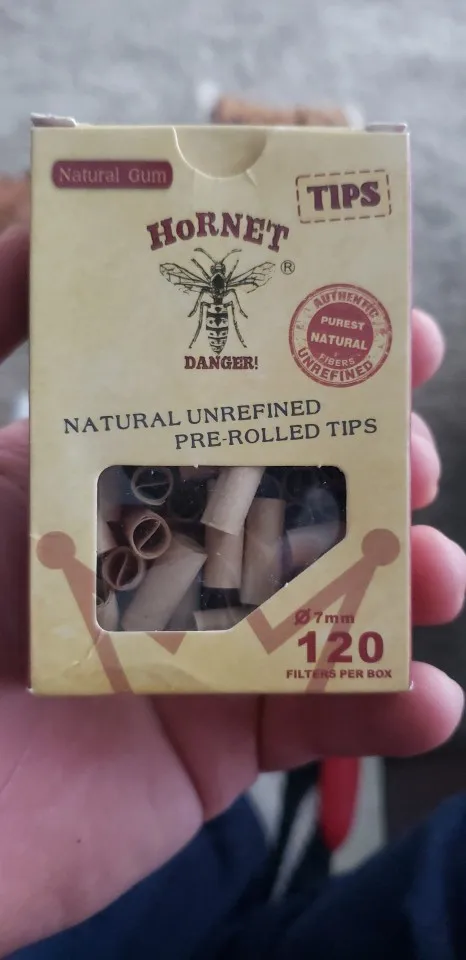 Natural Gum
TIPS
HORNET
®
DANGER!
AUTHENTIC
PUREST
NATURAL
FIBERS
UNREFINED
NATURAL UNREFINED
PRE-ROLLED TIPS
Ø7mm
120
FILTERS PER BOX